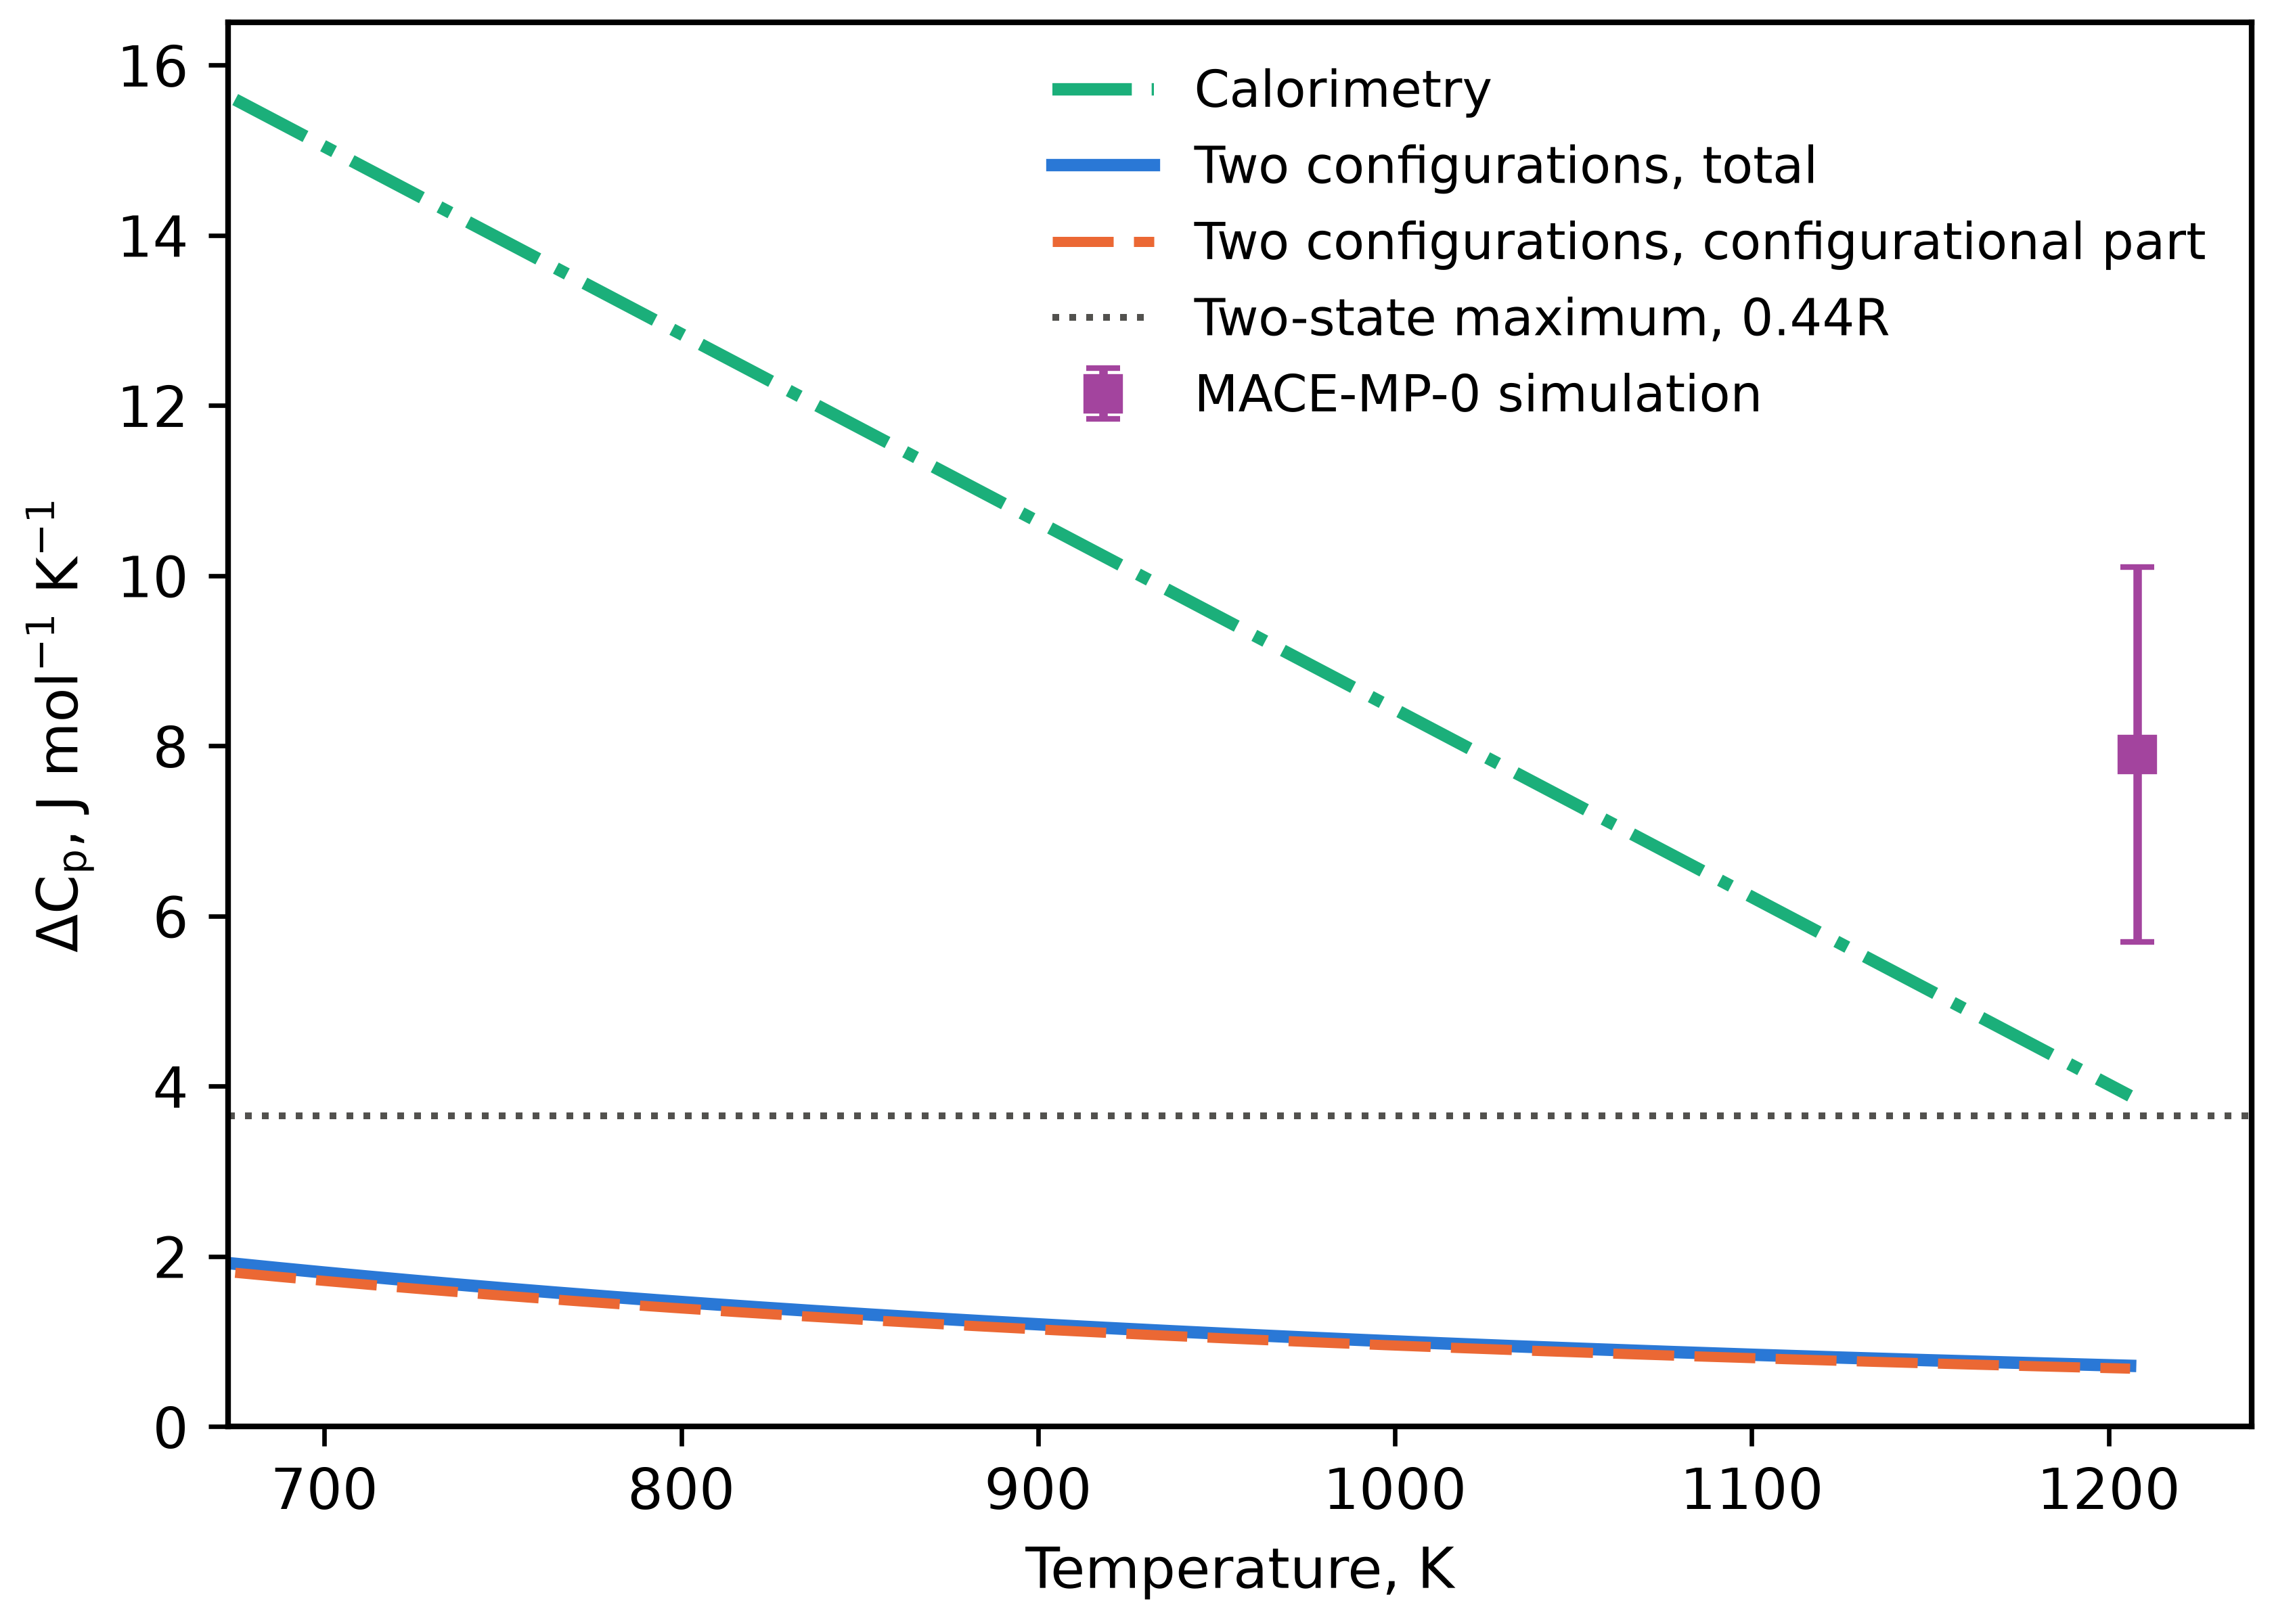 16
14
12
10
8
6
4
2
0
ΔCp, J mol⁻¹ K⁻¹
Calorimetry
Two configurations, total
Two configurations, configurational part
Two-state maximum, 0.44R
MACE-MP-0 simulation
700 800 900 1000 1100 1200
Temperature, K